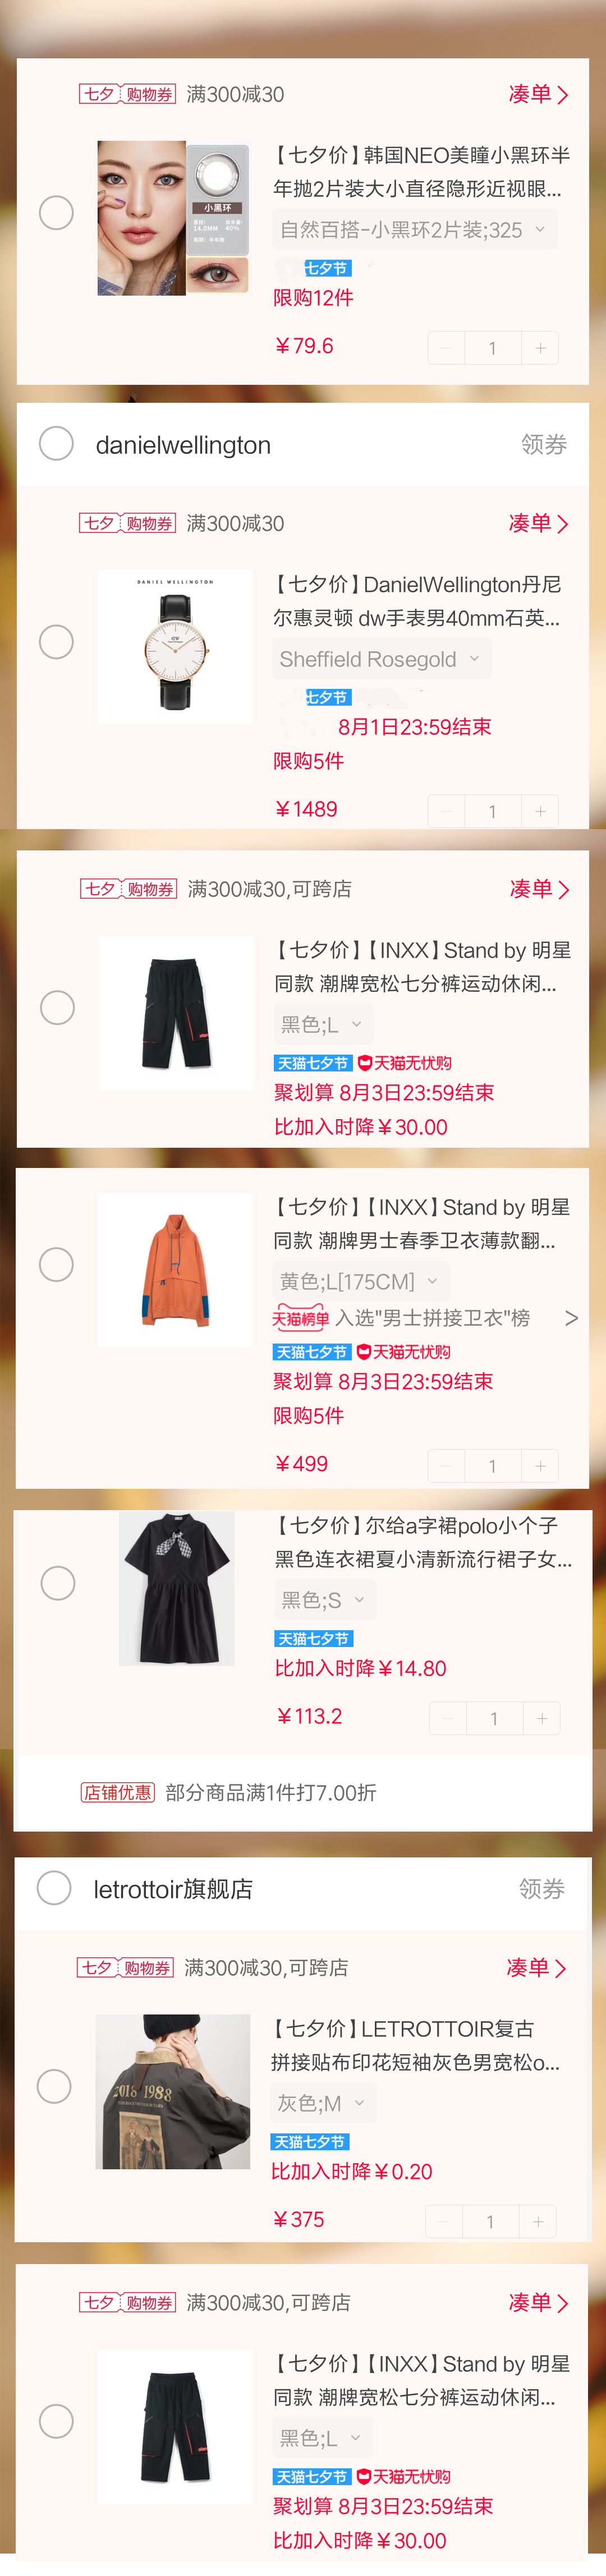 七夕 购物券 满300减30 凑单
【七夕价】韩国NEO美瞳小黑环半
年抛2片装大小直径隐形近视眼...
小黑环
14.0MM 40%
自然百搭-小黑环2片装;325
七夕节
限购12件
￥79.6 1
danielwellington 领券
七夕 购物券 满300减30 凑单
DANIEL WELLINGTON
【七夕价】DanielWellington丹尼
尔惠灵顿 dw手表男40mm石英...
Sheffield Rosegold
七夕节
8月1日23:59结束
限购5件
￥1489 1
七夕 购物券 满300减30,可跨店 凑单
【七夕价】【INXX】Stand by 明星
同款 潮牌宽松七分裤运动休闲...
黑色;L
天猫七夕节 天猫无忧购
聚划算 8月3日23:59结束
比加入时降￥30.00
【七夕价】【INXX】Stand by 明星
同款 潮牌男士春季卫衣薄款翻...
黄色;L[175CM]
天猫榜单 入选"男士拼接卫衣"榜 >
天猫七夕节 天猫无忧购
聚划算 8月3日23:59结束
限购5件
￥499 1
【七夕价】尔给a字裙polo小个子
黑色连衣裙夏小清新流行裙子女...
黑色;S
天猫七夕节
比加入时降￥14.80
￥113.2 1
店铺优惠 部分商品满1件打7.00折
letrottoir旗舰店 领券
七夕 购物券 满300减30,可跨店 凑单
2018 1988
【七夕价】LETROTTOIR复古
拼接贴布印花短袖灰色男宽松o...
灰色;M
天猫七夕节
比加入时降￥0.20
￥375 1
七夕 购物券 满300减30,可跨店 凑单
【七夕价】【INXX】Stand by 明星
同款 潮牌宽松七分裤运动休闲...
黑色;L
天猫七夕节 天猫无忧购
聚划算 8月3日23:59结束
比加入时降￥30.00